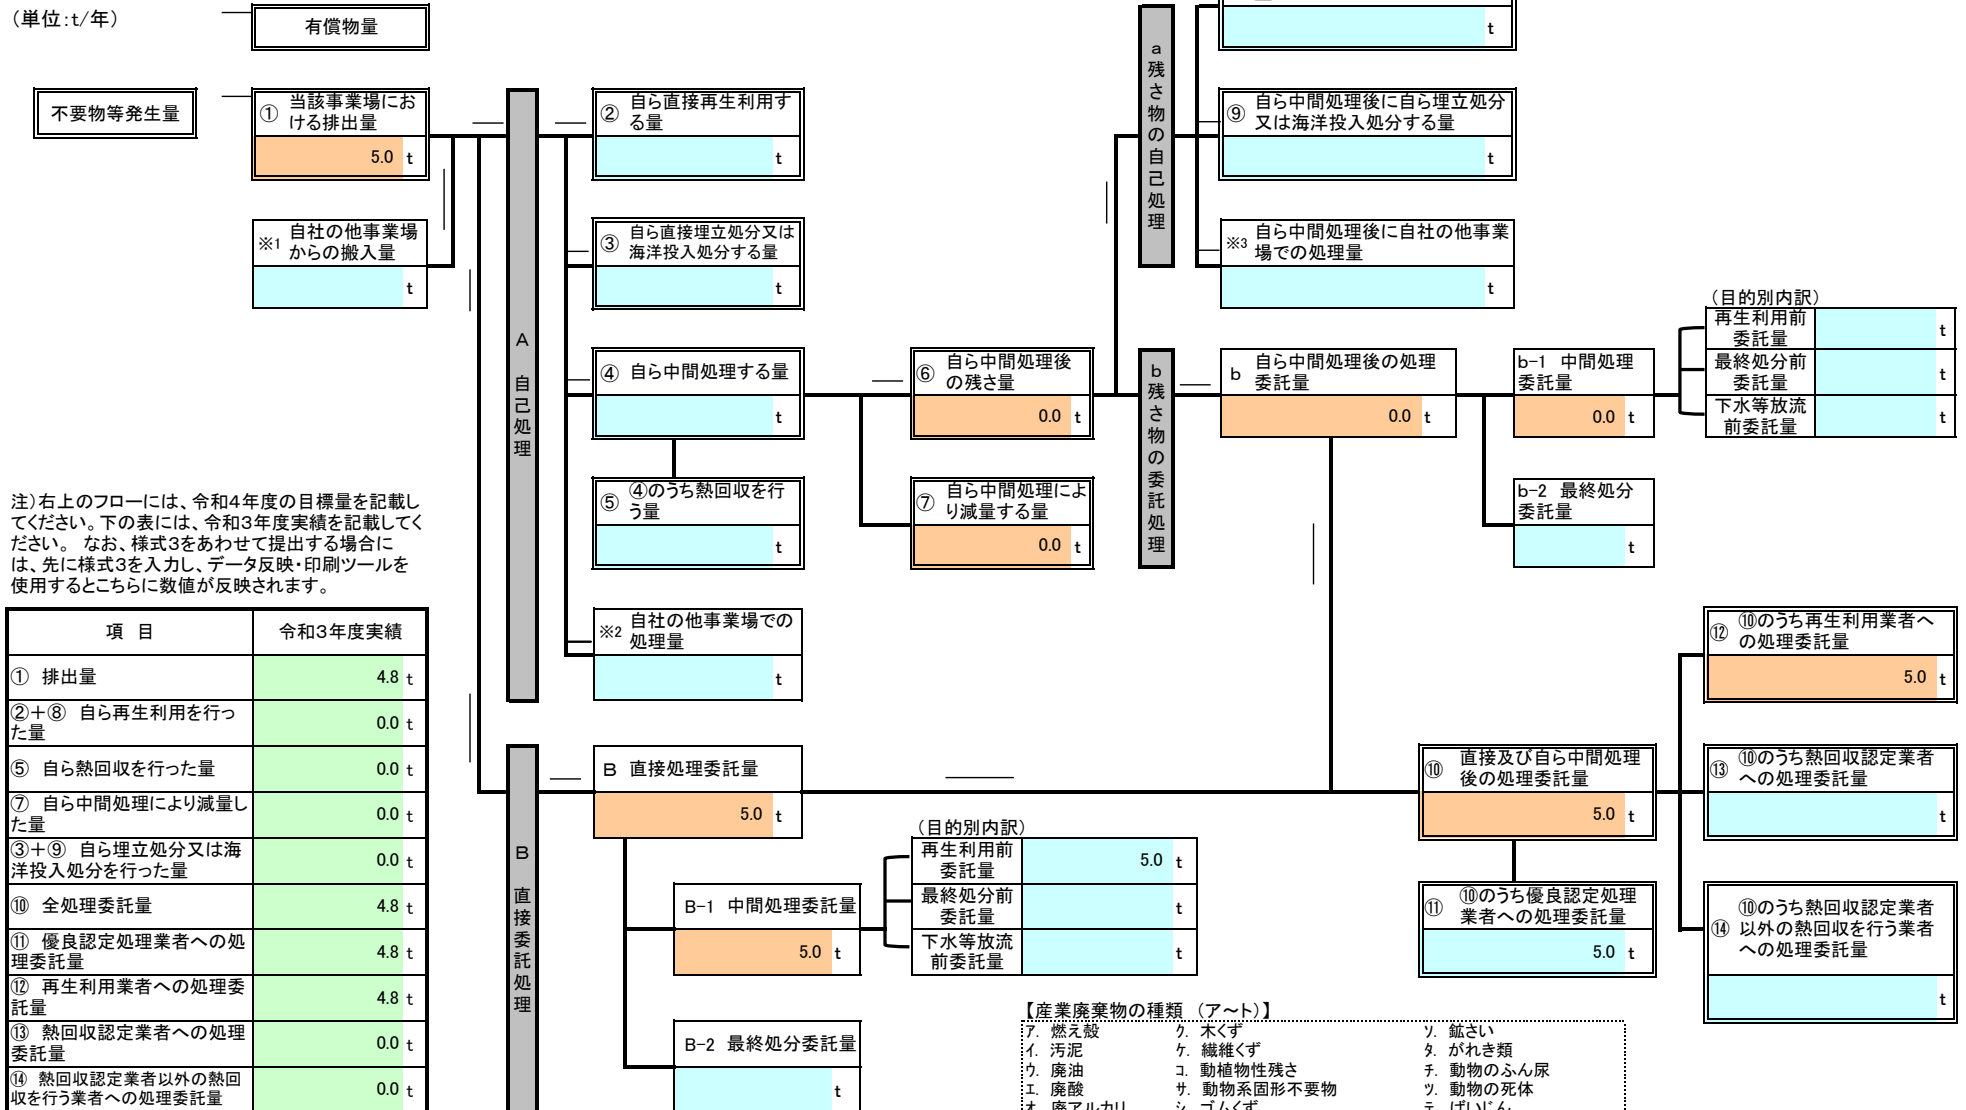 （単位：t/年）
有償物量
t
不要物等発生量
① 当該事業場にお
ける排出量
5.0 t
※1 自社の他事業場
からの搬入量
t
A 自己処理
② 自ら直接再生利用す
る量
t
③ 自ら直接埋立処分又は
海洋投入処分する量
t
④ 自ら中間処理する量
t
⑤ ④のうち熱回収を行
う量
t
※2 自社の他事業場での
処理量
t
⑥ 自ら中間処理後
の残さ量
0.0 t
⑦ 自ら中間処理によ
り減量する量
0.0 t
a 残さ物の自己処理
⑨ 自ら中間処理後に自ら埋立処分
又は海洋投入処分する量
t
※3 自ら中間処理後に自社の他事業
場での処理量
t
b 残さ物の委託処理
b 自ら中間処理後の処理
委託量
0.0 t
b-1 中間処理
委託量
0.0 t
b-2 最終処分
委託量
t
（目的別内訳）
再生利用前
委託量
t
最終処分前
委託量
t
下水等放流
前委託量
t
注）右上のフローには、令和４年度の目標量を記載し
てください。下の表には、令和３年度実績を記載してく
ださい。 なお、様式３をあわせて提出する場合に
は、先に様式３を入力し、データ反映・印刷ツールを
使用するとこちらに数値が反映されます。
項 目 令和３年度実績
① 排出量 4.8 t
②＋⑧ 自ら再生利用を行っ
た量 0.0 t
⑤ 自ら熱回収を行った量 0.0 t
⑦ 自ら中間処理により減量し
た量 0.0 t
③＋⑨ 自ら埋立処分又は海
洋投入処分を行った量 0.0 t
⑩ 全処理委託量 4.8 t
⑪ 優良認定処理業者への処
理委託量 4.8 t
⑫ 再生利用業者への処理委
託量 4.8 t
⑬ 熱回収認定業者への処理
委託量 0.0 t
⑭ 熱回収認定業者以外の熱回
収を行う業者への処理委託量 0.0 t
B 直接委託処理
B 直接処理委託量
5.0 t
B-1 中間処理委託量
5.0 t
B-2 最終処分委託量
t
（目的別内訳）
再生利用前
委託量
5.0 t
最終処分前
委託量
t
下水等放流
前委託量
t
⑩ 直接及び自ら中間処理
後の処理委託量
5.0 t
⑪ ⑩のうち優良認定処理
業者への処理委託量
5.0 t
⑫ ⑩のうち再生利用業者へ
の処理委託量
5.0 t
⑬ ⑩のうち熱回収認定業者
への処理委託量
t
⑭ ⑩のうち熱回収認定業者
以外の熱回収を行う業者
への処理委託量
t
【産業廃棄物の種類 （ア～ト）】
ア. 燃え殻 ク. 木くず ソ. 鉱さい
イ. 汚泥 ケ. 繊維くず タ. がれき類
ウ. 廃油 コ. 動植物性残さ チ. 動物のふん尿
エ. 廃酸 サ. 動物系固形不要物 ツ. 動物の死体
オ. 廃アルカリ シ. ゴムくず テ. ばいじん